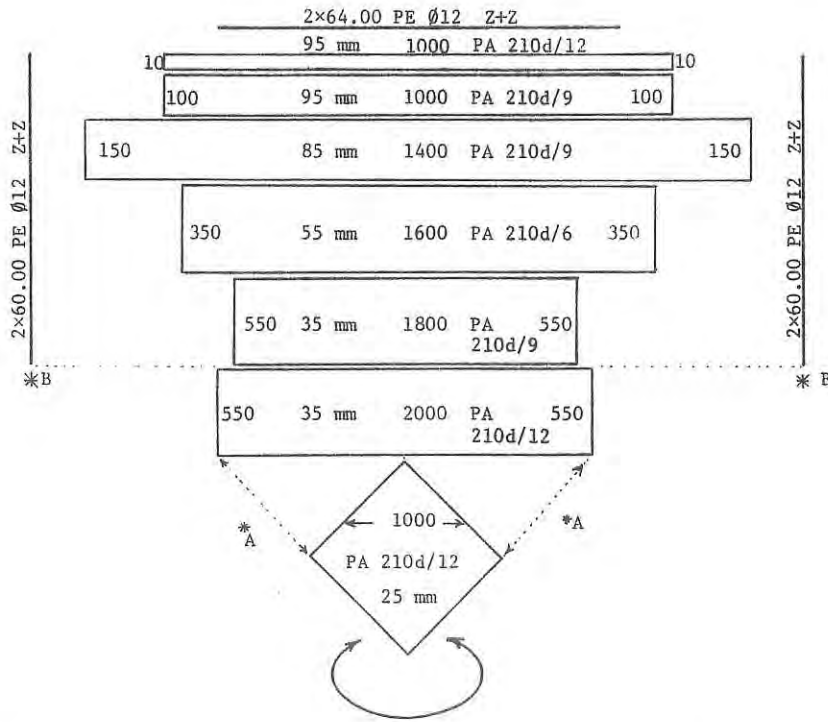 2×64.00 PE Ø12 Z+Z
95 mm 1000 PA 210d/12
10 10
100 95 mm 1000 PA 210d/9 100
150 85 mm 1400 PA 210d/9 150
2×60.00 PE Ø12 Z+Z
2×60.00 PE Ø12 Z+Z
350 55 mm 1600 PA 210d/6 350
550 35 mm 1800 PA 550
210d/9
*B *B
550 35 mm 2000 PA 550
210d/12
*A *A
1000
PA 210d/12
25 mm